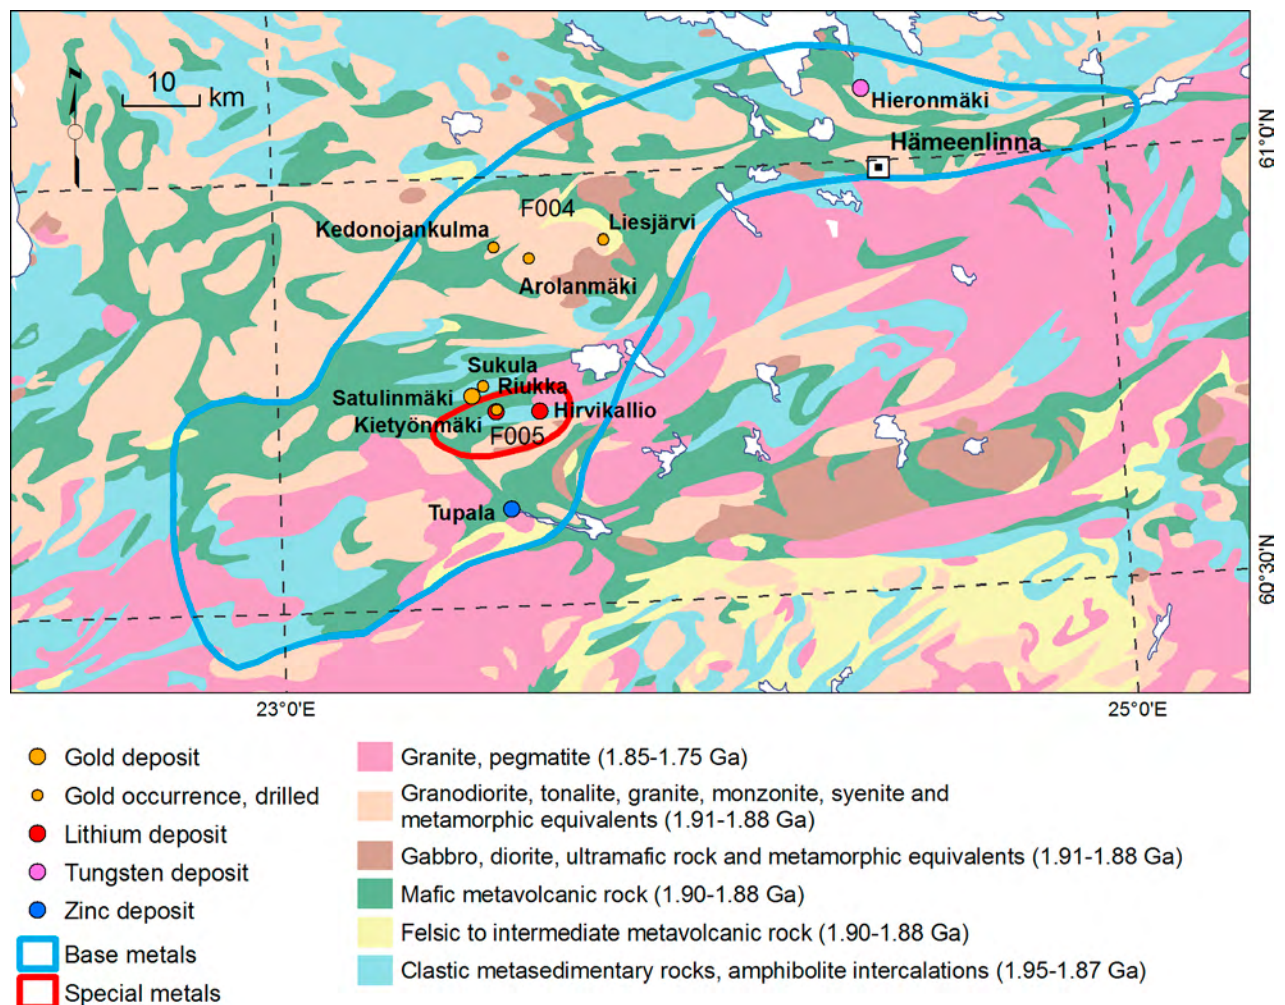 10
km
N
Hieronmäki
Hämeenlinna
61°0'N
F004
Liesjärvi
Kedonojankulma
Arolanmäki
Sukula
Riukka
Satulinmäki
Hirvikallio
Kietyönmäki
F005
Tupala
60°30'N
23°0'E
25°0'E
Gold deposit
Gold occurrence, drilled
Lithium deposit
Tungsten deposit
Zinc deposit
Base metals
Special metals
Granite, pegmatite (1.85-1.75 Ga)
Granodiorite, tonalite, granite, monzonite, syenite and
metamorphic equivalents (1.91-1.88 Ga)
Gabbro, diorite, ultramafic rock and metamorphic equivalents (1.91-1.88 Ga)
Mafic metavolcanic rock (1.90-1.88 Ga)
Felsic to intermediate metavolcanic rock (1.90-1.88 Ga)
Clastic metasedimentary rocks, amphibolite intercalations (1.95-1.87 Ga)